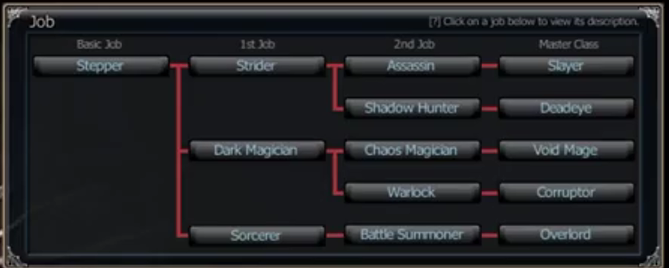 Job
[?] Click on a job below to view its description.
Basic Job 1st Job 2nd Job Master Class
Stepper Strider Assassin Slayer
Shadow Hunter Deadeye
Dark Magician Chaos Magician Void Mage
Warlock Corruptor
Sorcerer Battle Summoner Overlord